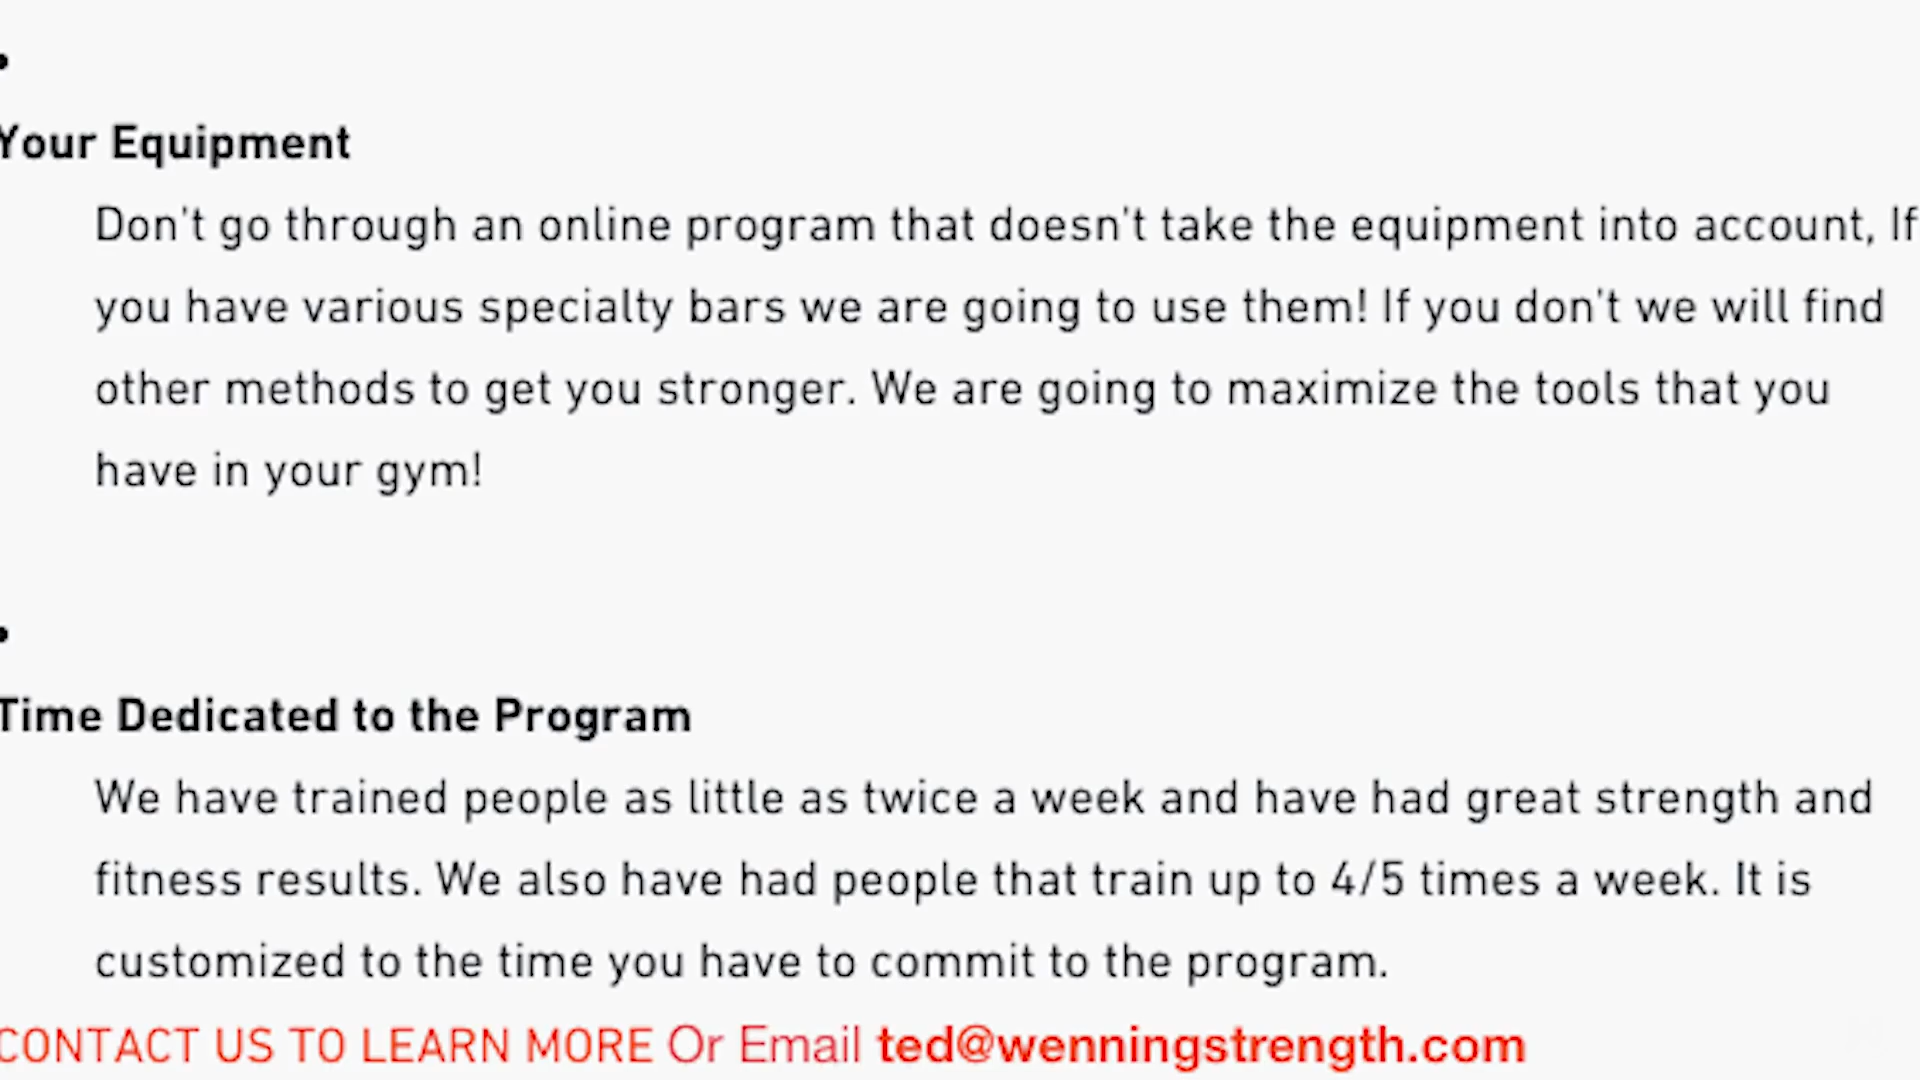 •
Your Equipment
Don't go through an online program that doesn't take the equipment into account, If
you have various specialty bars we are going to use them! If you don't we will find
other methods to get you stronger. We are going to maximize the tools that you
have in your gym!
•
Time Dedicated to the Program
We have trained people as little as twice a week and have had great strength and
fitness results. We also have had people that train up to 4/5 times a week. It is
customized to the time you have to commit to the program.
CONTACT US TO LEARN MORE Or Email ted@wenningstrength.com